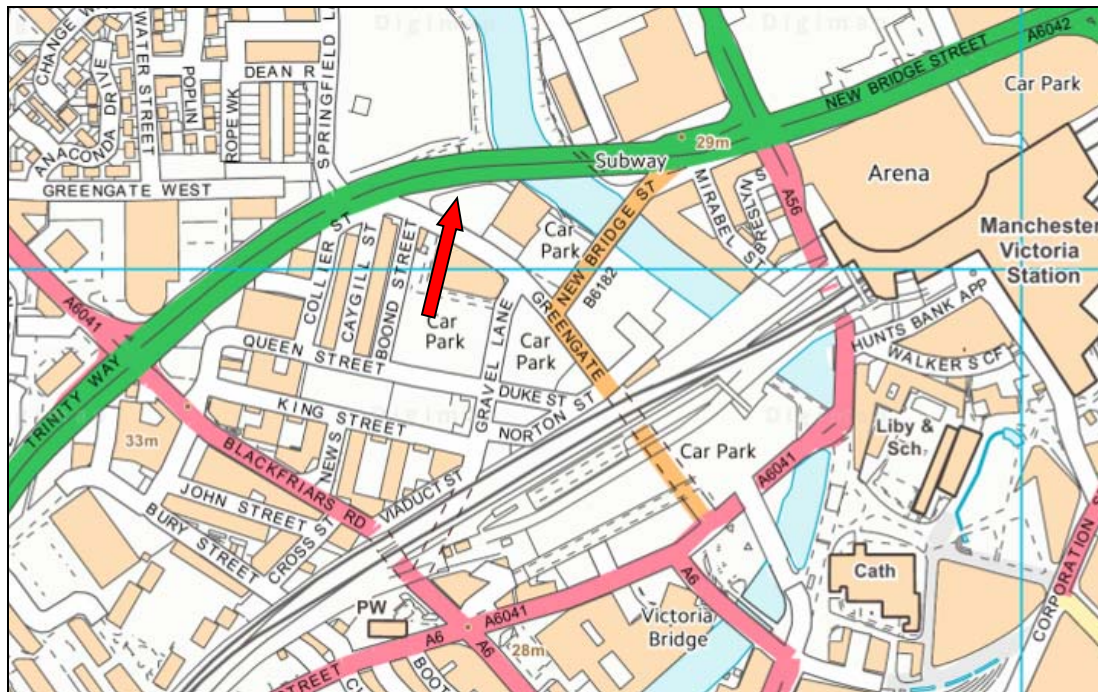 Digiman
Digiman
CHANGE W
WATER STREET
ANACONDA DRIVE
POPLIN
DEAN R
ROPE WK
SPRINGFIELD L
GREENGATE WEST
A6042
NEW BRIDGE STREET
Car Park
29m
Subway
Arena
A56
MIRABEL ST
NEW BRIDGE ST
B6182
Car
Park
Manchester
Victoria
Station
COLLIER ST
CAYGILL ST
BOOND STREET
A6041
TRINITY WAY
Car
Park
GRAVEL LANE
GREENGATE
Car
Park
HUNTS BANK APP
WALKER S CF
QUEEN STREET
DUKE ST
KING STREET
NORTON ST
NEWS
33m
BLACKFRIARS RD
VIADUCT ST
JOHN STREET
BURY STREET
CROSS ST
Car Park
A6041
Liby &
Sch
Cath
CORPORATION S
PW
A6041
A6
A6
A6
28m
Victoria
Bridge
STREET
BOOT